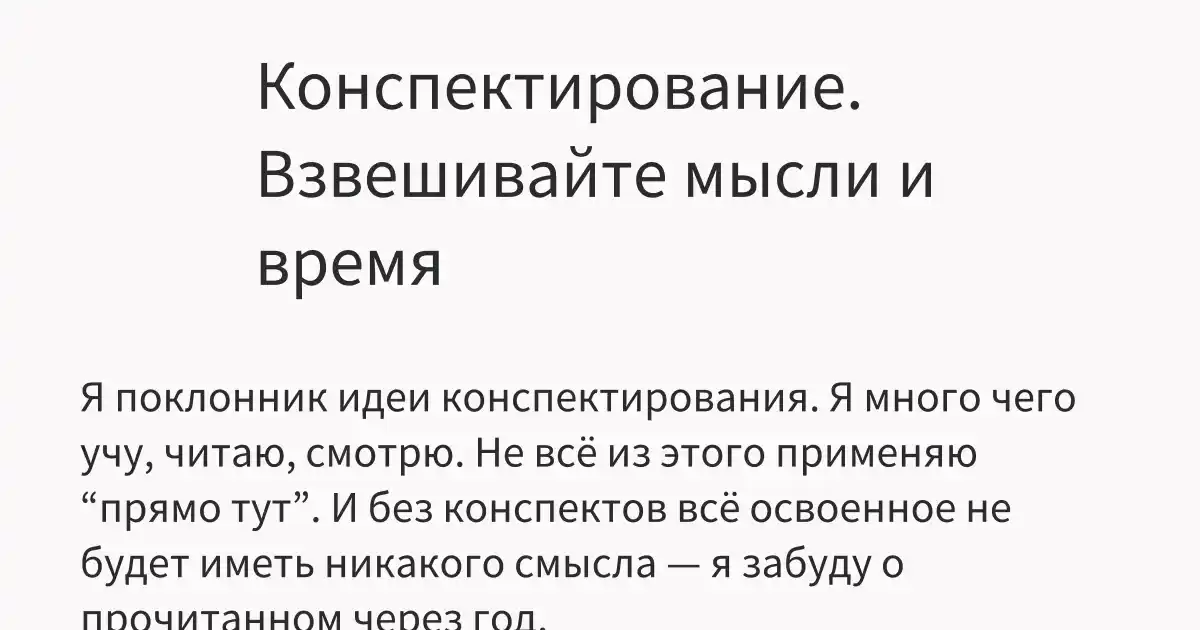 Конспектирование.
Взвешивайте мысли и
время
Я поклонник идеи конспектирования. Я много чего
учу, читаю, смотрю. Не всё из этого применяю
“прямо тут”. И без конспектов всё освоенное не
будет иметь никакого смысла — я забуду о
прочитанном через год.